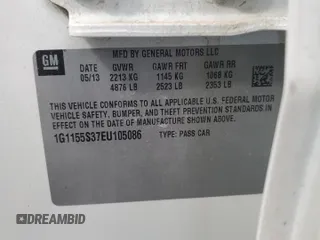 GM
MFD BY GENERAL MOTORS LLC
DATE GVWR GAWR FRT GAWR RR
05/13 2213 KG 1145 KG 1068 KG
4876 LB 2523 LB 2353 LB
THIS VEHICLE CONFORMS TO ALL APPLICABLE U.S. FEDERAL MOTOR
VEHICLE SAFETY, BUMPER, AND THEFT PREVENTION STANDARDS IN
EFFECT ON THE DATE OF MANUFACTURE SHOWN ABOVE.
1G1155S37EU105086 TYPE: PASS CAR
DREAMBID